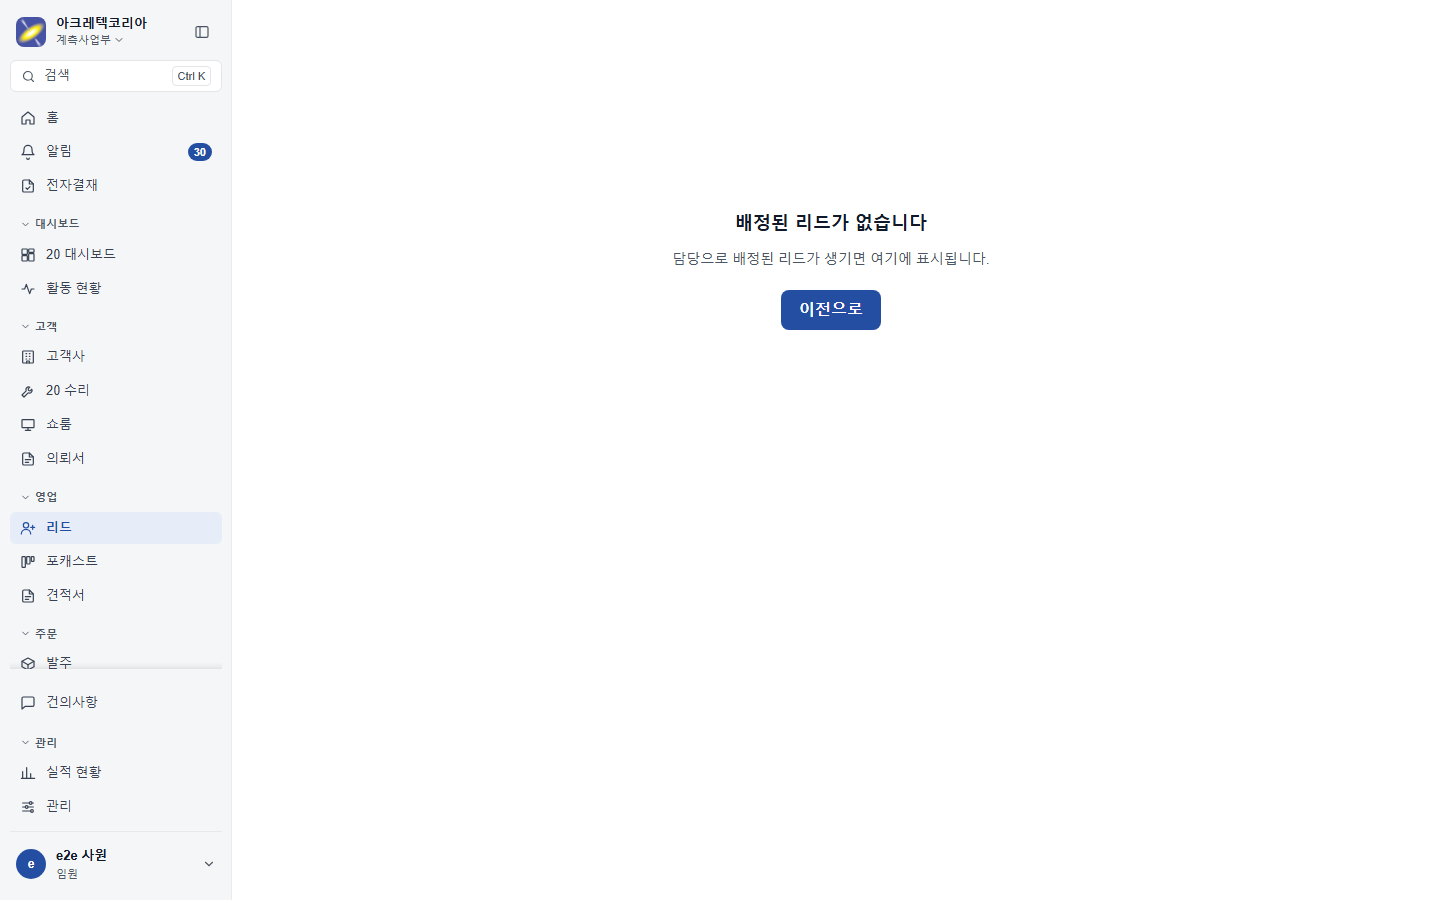 아크레텍코리아
계측사업부
검색
Ctrl K
홈
알림
30
전자결재
대시보드
20 대시보드
활동 현황
고객
고객사
20 수리
쇼룸
의뢰서
영업
리드
포캐스트
견적서
주문
발주
건의사항
관리
실적 현황
관리
e
e2e 사원
임원
배정된 리드가 없습니다
담당으로 배정된 리드가 생기면 여기에 표시됩니다.
이전으로